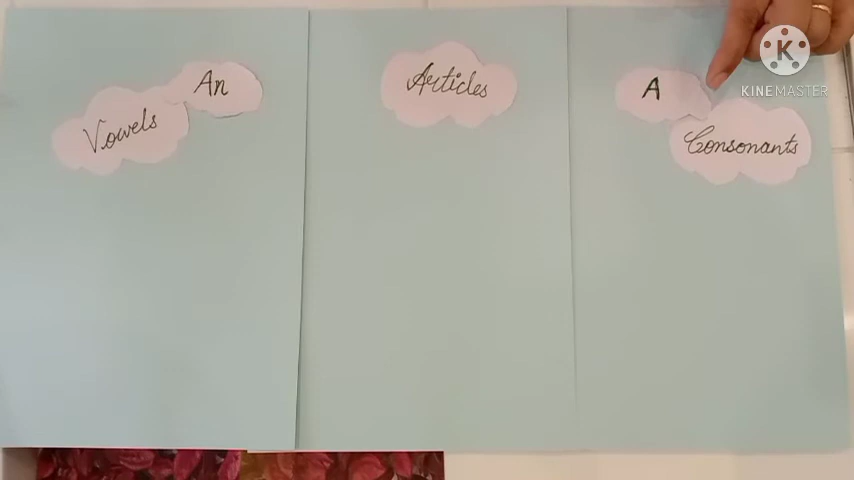 An
Vowels
Articles
A
Consonants
K
KINEMASTER